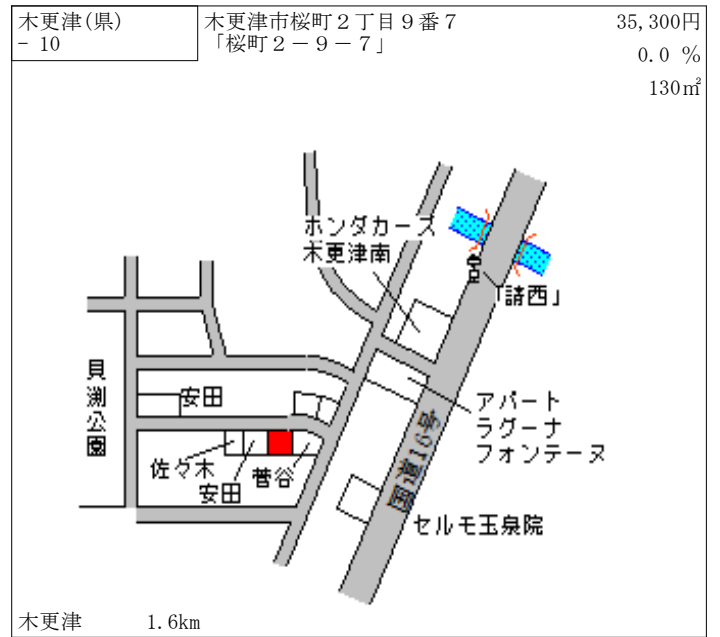 木更津(県)
- 10
木更津市桜町２丁目９番７
「桜町２－９－７」
35,300円
0.0 %
130㎡
ホンダカーズ
木更津南
「請西」
貝渕公園
安田
アパート
ラグーナ
フォンテーヌ
国道16号
佐々木
安田
菅谷
セルモ玉泉院
木更津 1.6km